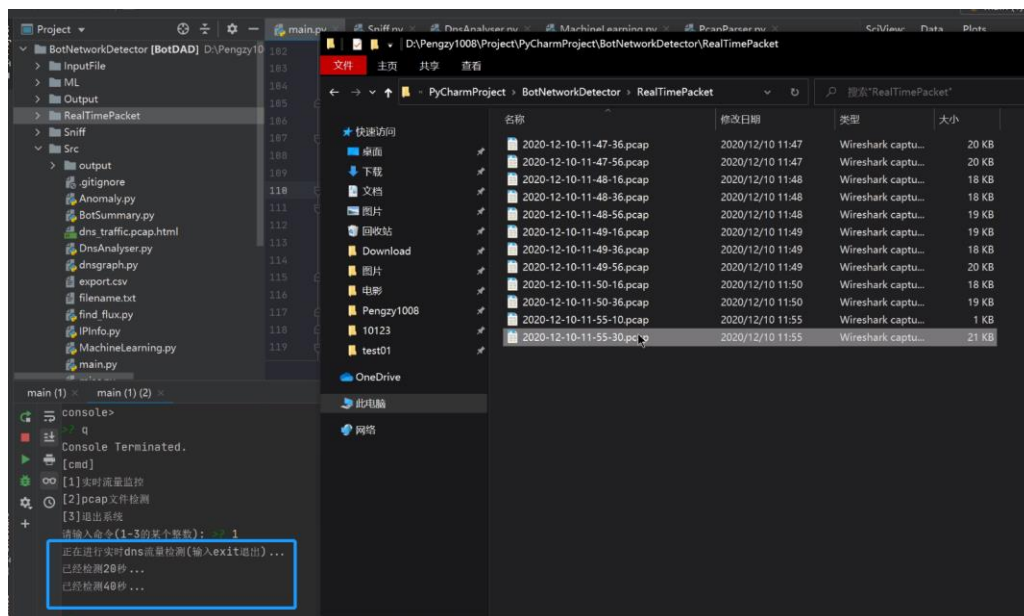 Project
main.py
Sniff.py
DnsAnalyser.py
MachineLearning.py
PcapParser.py
SciView:
Data
Plots
BotNetworkDetector [BotDAD] D:\Pengzy10
InputFile
ML
Output
RealTimePacket
Sniff
Src
output
.gitignore
Anomaly.py
BotSummary.py
dns_traffic.pcap.html
DnsAnalyser.py
dnsgraph.py
export.csv
filename.txt
find_flux.py
IPInfo.py
MachineLearning.py
main.py
102
103
104
105
106
107
108
109
110
111
112
113
114
115
116
117
118
119
D:\Pengzy1008\Project\PyCharmProject\BotNetworkDetector\RealTimePacket
文件 主页 共享 查看
PyCharmProject › BotNetworkDetector › RealTimePacket
搜索"RealTimePacket"
名称 修改日期 类型 大小
快速访问
桌面
下载
文档
图片
回收站
Download
图片
电影
Pengzy1008
10123
test01
OneDrive
此电脑
网络
2020-12-10-11-47-36.pcap 2020/12/10 11:47 Wireshark captu... 20 KB
2020-12-10-11-47-56.pcap 2020/12/10 11:47 Wireshark captu... 20 KB
2020-12-10-11-48-16.pcap 2020/12/10 11:48 Wireshark captu... 18 KB
2020-12-10-11-48-36.pcap 2020/12/10 11:48 Wireshark captu... 18 KB
2020-12-10-11-48-56.pcap 2020/12/10 11:48 Wireshark captu... 19 KB
2020-12-10-11-49-16.pcap 2020/12/10 11:49 Wireshark captu... 19 KB
2020-12-10-11-49-36.pcap 2020/12/10 11:49 Wireshark captu... 18 KB
2020-12-10-11-49-56.pcap 2020/12/10 11:49 Wireshark captu... 20 KB
2020-12-10-11-50-16.pcap 2020/12/10 11:50 Wireshark captu... 18 KB
2020-12-10-11-50-36.pcap 2020/12/10 11:50 Wireshark captu... 19 KB
2020-12-10-11-55-10.pcap 2020/12/10 11:55 Wireshark captu... 1 KB
2020-12-10-11-55-30.pcap 2020/12/10 11:55 Wireshark captu... 21 KB
main (1) × main (1) (2) ×
console>
>? q
Console Terminated.
[cmd]
[1]实时流量监控
[2]pcap文件检测
[3]退出系统
请输入命令(1-3的某个整数): >? 1
正在进行实时dns流量检测(输入exit退出)...
已经检测20秒...
已经检测40秒...